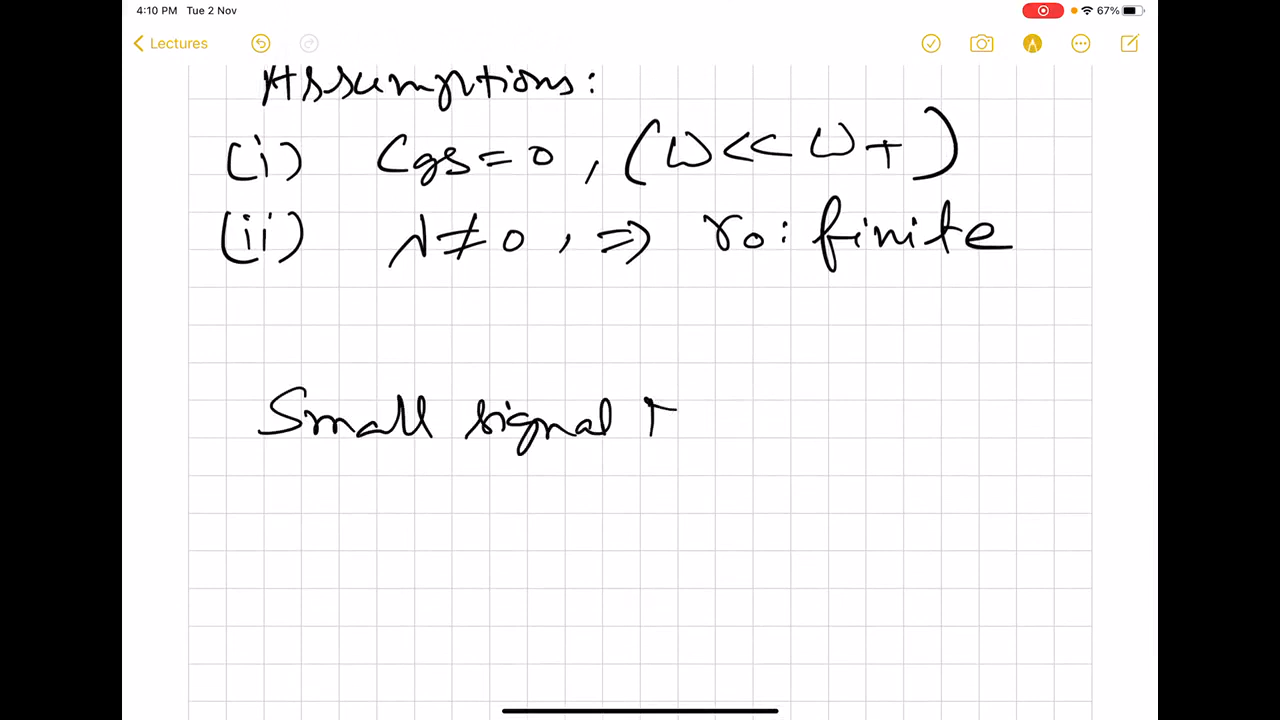 4:10 PM Tue 2 Nov 67%
Lectures
Assumptions:
(i) Cgs = 0, (ω << ωT)
(ii) λ ≠ 0, ⇒ ro: finite
Small signal